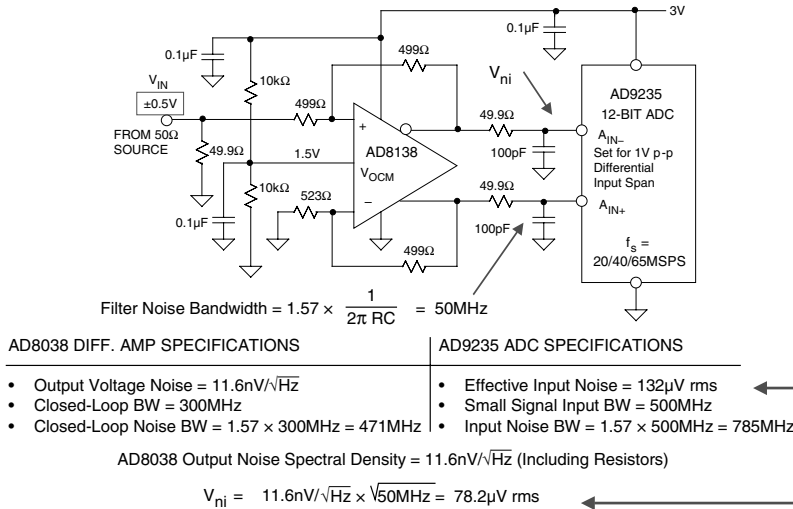 3V
0.1µF
0.1µF
V_IN
±0.5V
FROM 50Ω
SOURCE
10kΩ
499Ω
499Ω
49.9Ω
+
AD8138
1.5V
V_OCM
−
10kΩ
523Ω
0.1µF
499Ω
V_ni
49.9Ω
100pF
49.9Ω
100pF
AD9235
12-BIT ADC
A_IN–
Set for 1V p-p
Differential
Input Span
A_IN+
f_s =
20/40/65MSPS
Filter Noise Bandwidth = 1.57 × 1 / 2π RC = 50MHz
AD8038 DIFF. AMP SPECIFICATIONS
• Output Voltage Noise = 11.6nV/√Hz
• Closed-Loop BW = 300MHz
• Closed-Loop Noise BW = 1.57 × 300MHz = 471MHz
AD9235 ADC SPECIFICATIONS
• Effective Input Noise = 132µV rms
• Small Signal Input BW = 500MHz
• Input Noise BW = 1.57 × 500MHz = 785MHz
AD8038 Output Noise Spectral Density = 11.6nV/√Hz (Including Resistors)
V_ni = 11.6nV/√Hz × √50MHz = 78.2µV rms